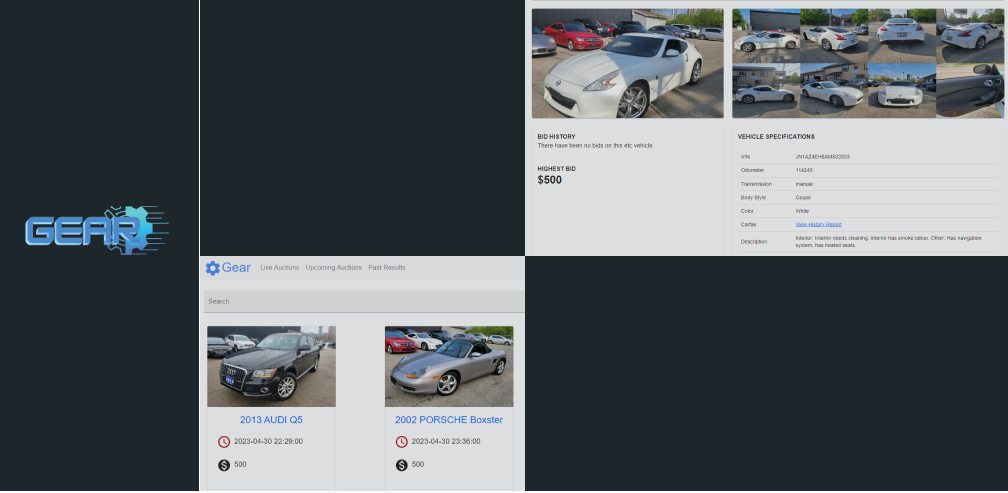 GEAR
BID HISTORY
There have been no bids on this etc vehicle.
HIGHEST BID
$500
VEHICLE SPECIFICATIONS
VIN JN1AZ4EH6AM503553
Odometer 114245
Transmission manual
Body Style Coupe
Color White
Carfax View History Report
Description Interior: Interior needs cleaning, interior has smoke odour. Other: Has navigation
system, has heated seats.
Gear Live Auctions Upcoming Auctions Past Results
Search
2013 AUDI Q5
2023-04-30 22:29:00
500
2002 PORSCHE Boxster
2023-04-30 23:36:00
500